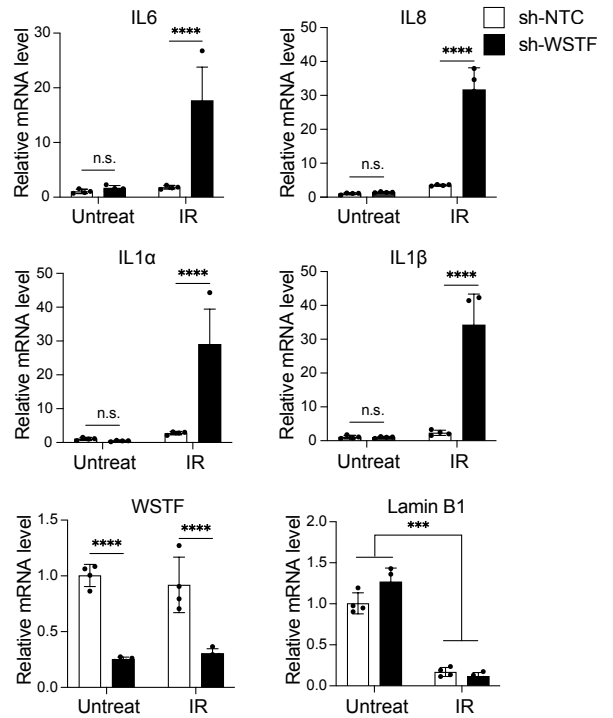 IL6
IL8
sh-NTC
sh-WSTF
Relative mRNA level
30
20
10
0
n.s.
****
Untreat IR
Relative mRNA level
50
40
30
20
10
0
n.s.
****
Untreat IR
IL1α
IL1β
Relative mRNA level
50
40
30
20
10
0
n.s.
****
Untreat IR
Relative mRNA level
50
40
30
20
10
0
n.s.
****
Untreat IR
WSTF
Lamin B1
Relative mRNA level
1.5
1.0
0.5
0.0
****
****
Untreat IR
Relative mRNA level
2.0
1.5
1.0
0.5
0.0
***
Untreat IR